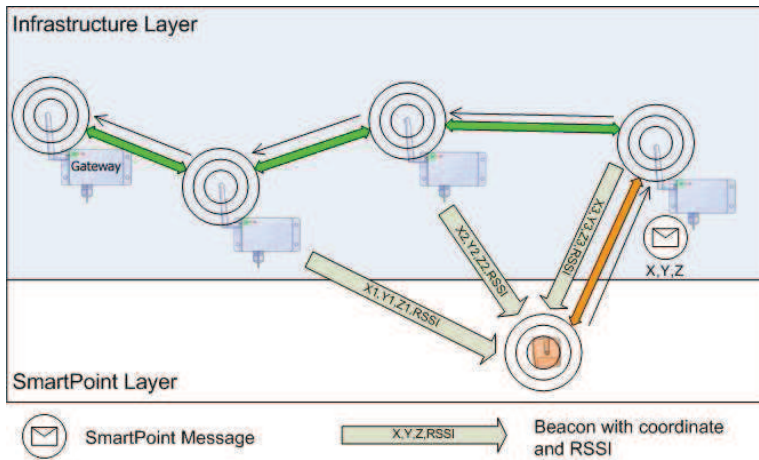 Infrastructure Layer
Gateway
X1,Y1,Z1,RSSI
X2,Y2,Z2,RSSI
X3,Y3,Z3,RSSI
X,Y,Z
SmartPoint Layer
SmartPoint Message
X,Y,Z,RSSI
Beacon with coordinate
and RSSI